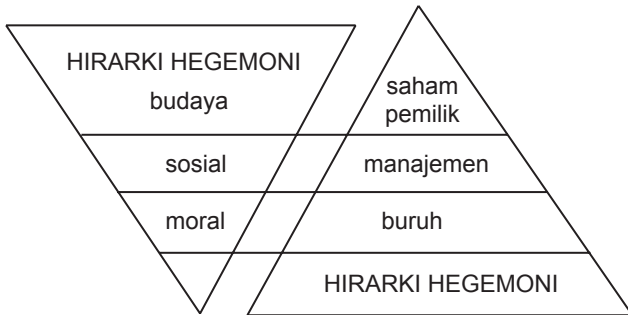 HIRARKI HEGEMONI
budaya
sosial
moral
saham
pemilik
manajemen
buruh
HIRARKI HEGEMONI